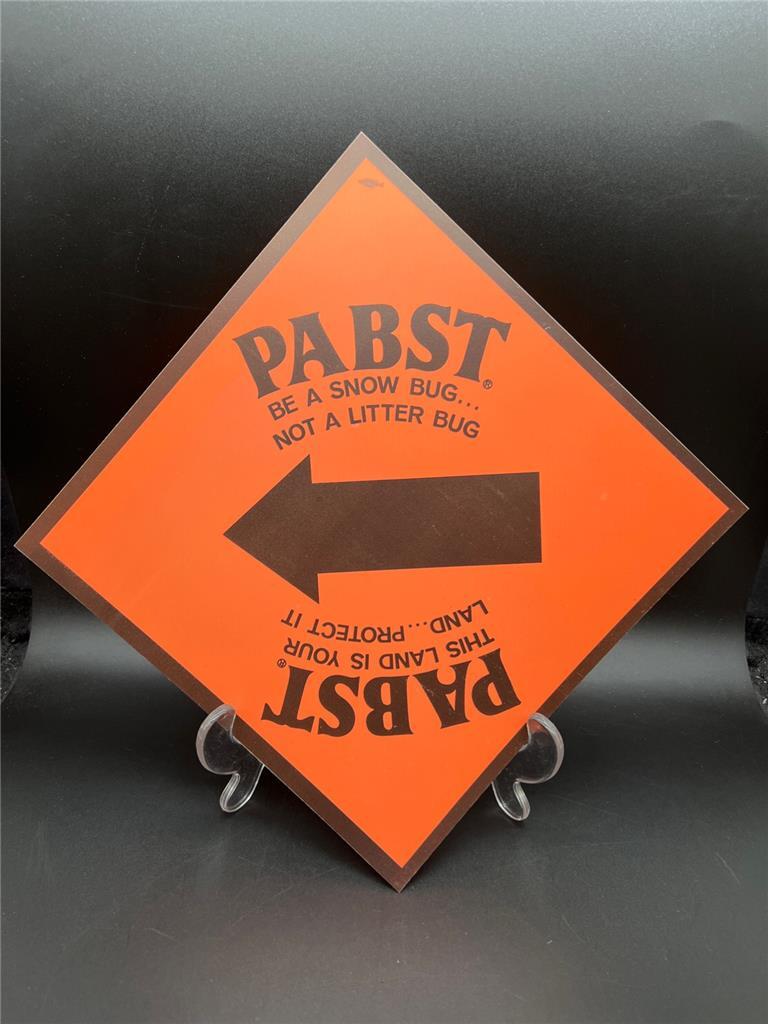 PABST®
BE A SNOW BUG...
NOT A LITTER BUG
PABST®
THIS LAND IS YOUR
LAND...PROTECT IT